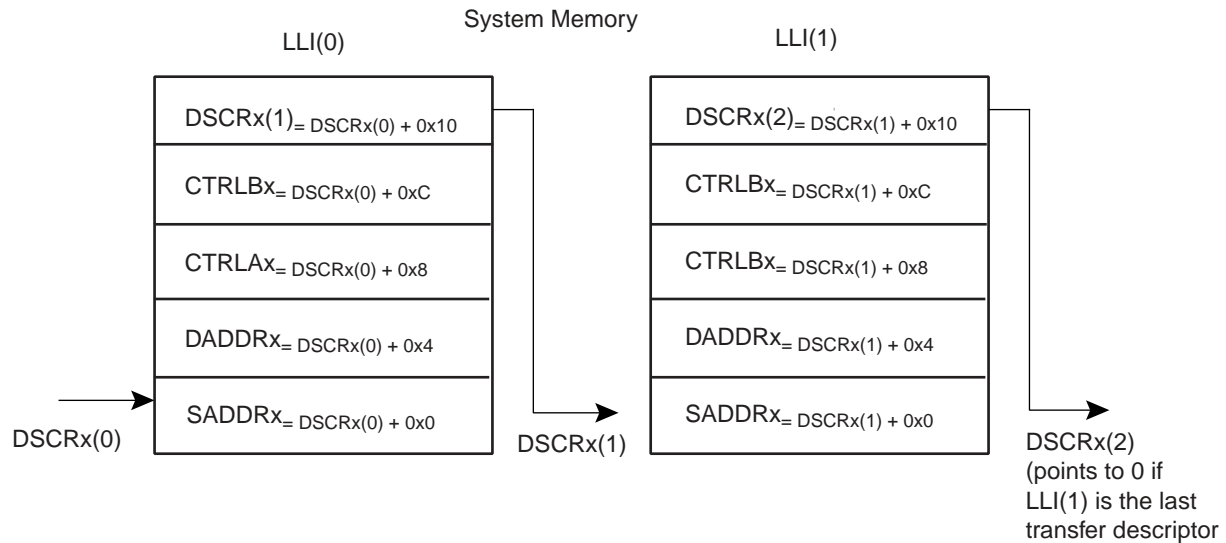 System Memory
LLI(0)
LLI(1)
DSCRx(1)= DSCRx(0) + 0x10
CTRLBx= DSCRx(0) + 0xC
CTRLAx= DSCRx(0) + 0x8
DADDRx= DSCRx(0) + 0x4
SADDRx= DSCRx(0) + 0x0
DSCRx(0)
DSCRx(1)
DSCRx(2)= DSCRx(1) + 0x10
CTRLBx= DSCRx(1) + 0xC
CTRLBx= DSCRx(1) + 0x8
DADDRx= DSCRx(1) + 0x4
SADDRx= DSCRx(1) + 0x0
DSCRx(2)
(points to 0 if
LLI(1) is the last
transfer descriptor